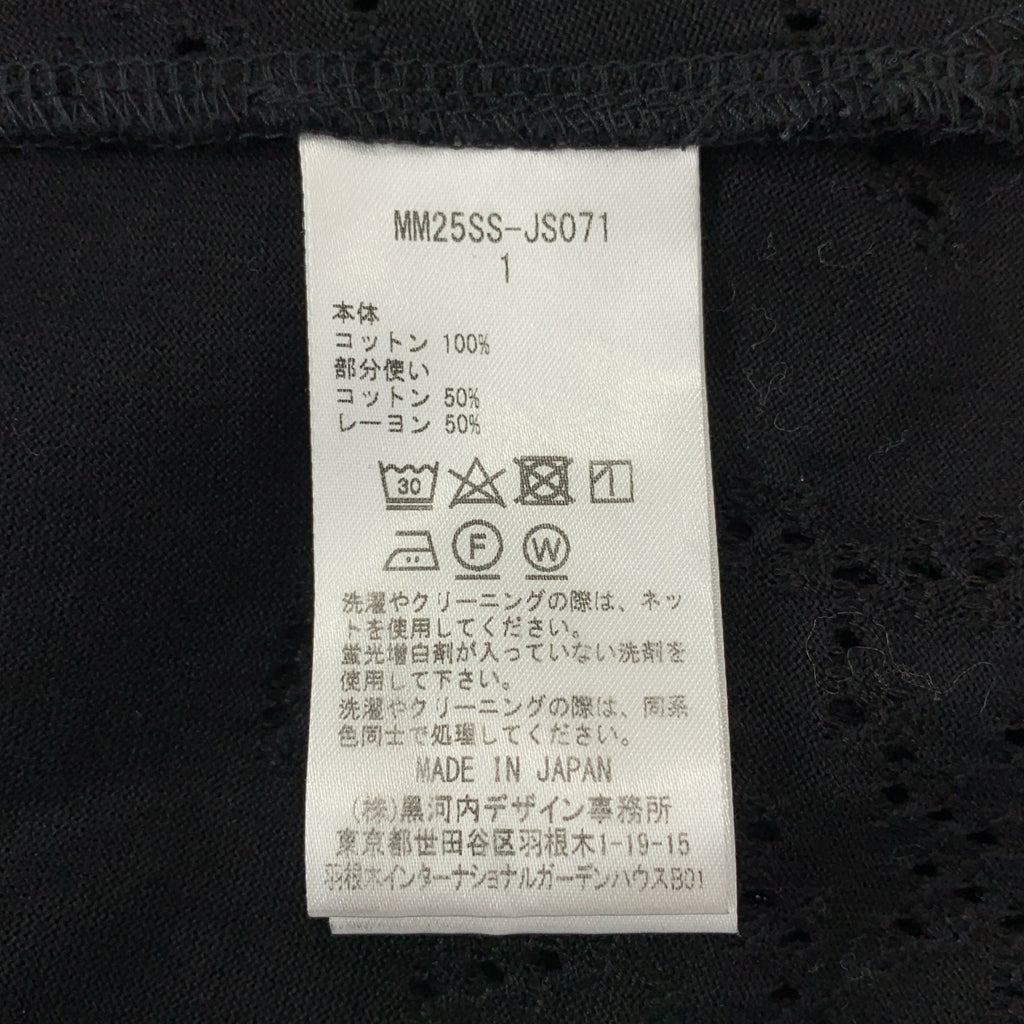 MM25SS-JS071
1
本体
コットン 100%
部分使い
コットン 50%
レーヨン 50%
30
F W
洗濯やクリーニングの際は、ネッ
トを使用してください。
蛍光増白剤が入っていない洗剤を
使用して下さい。
洗濯やクリーニングの際は、同系
色同士で処理してください。
MADE IN JAPAN
(株)黒河内デザイン事務所
東京都世田谷区羽根木1-19-15
羽根木インターナショナルガーデンハウスB01